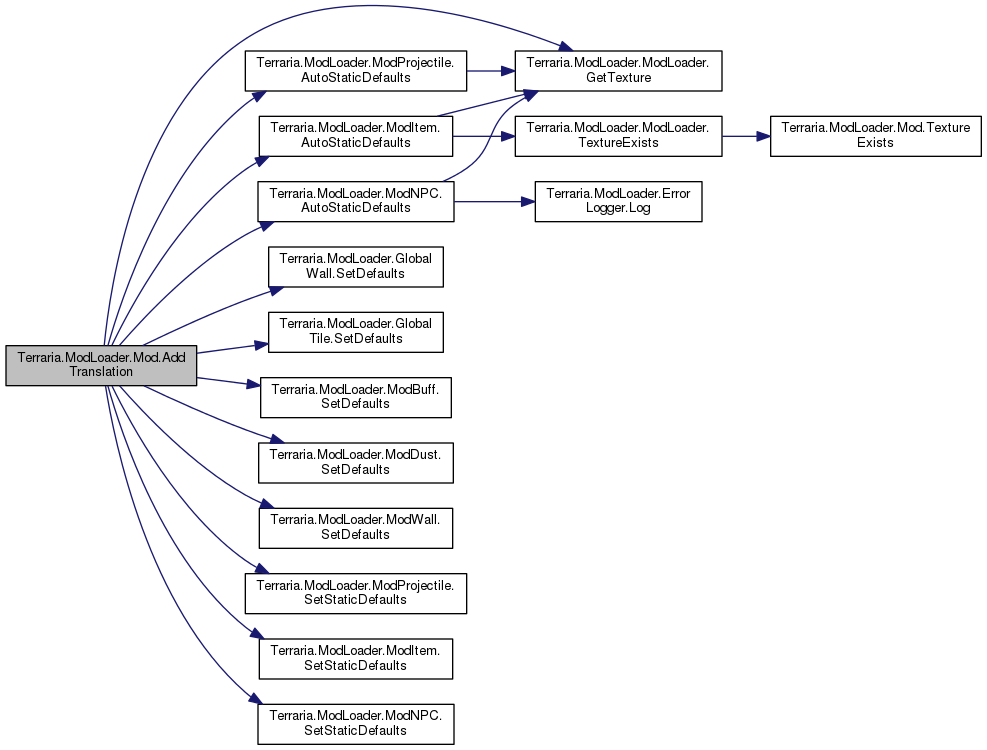 Terraria.ModLoader.Mod.Add
Translation
Terraria.ModLoader.ModProjectile.
AutoStaticDefaults
Terraria.ModLoader.ModLoader.
GetTexture
Terraria.ModLoader.ModItem.
AutoStaticDefaults
Terraria.ModLoader.ModLoader.
TextureExists
Terraria.ModLoader.Mod.Texture
Exists
Terraria.ModLoader.ModNPC.
AutoStaticDefaults
Terraria.ModLoader.Error
Logger.Log
Terraria.ModLoader.Global
Wall.SetDefaults
Terraria.ModLoader.Global
Tile.SetDefaults
Terraria.ModLoader.ModBuff.
SetDefaults
Terraria.ModLoader.ModDust.
SetDefaults
Terraria.ModLoader.ModWall.
SetDefaults
Terraria.ModLoader.ModProjectile.
SetStaticDefaults
Terraria.ModLoader.ModItem.
SetStaticDefaults
Terraria.ModLoader.ModNPC.
SetStaticDefaults